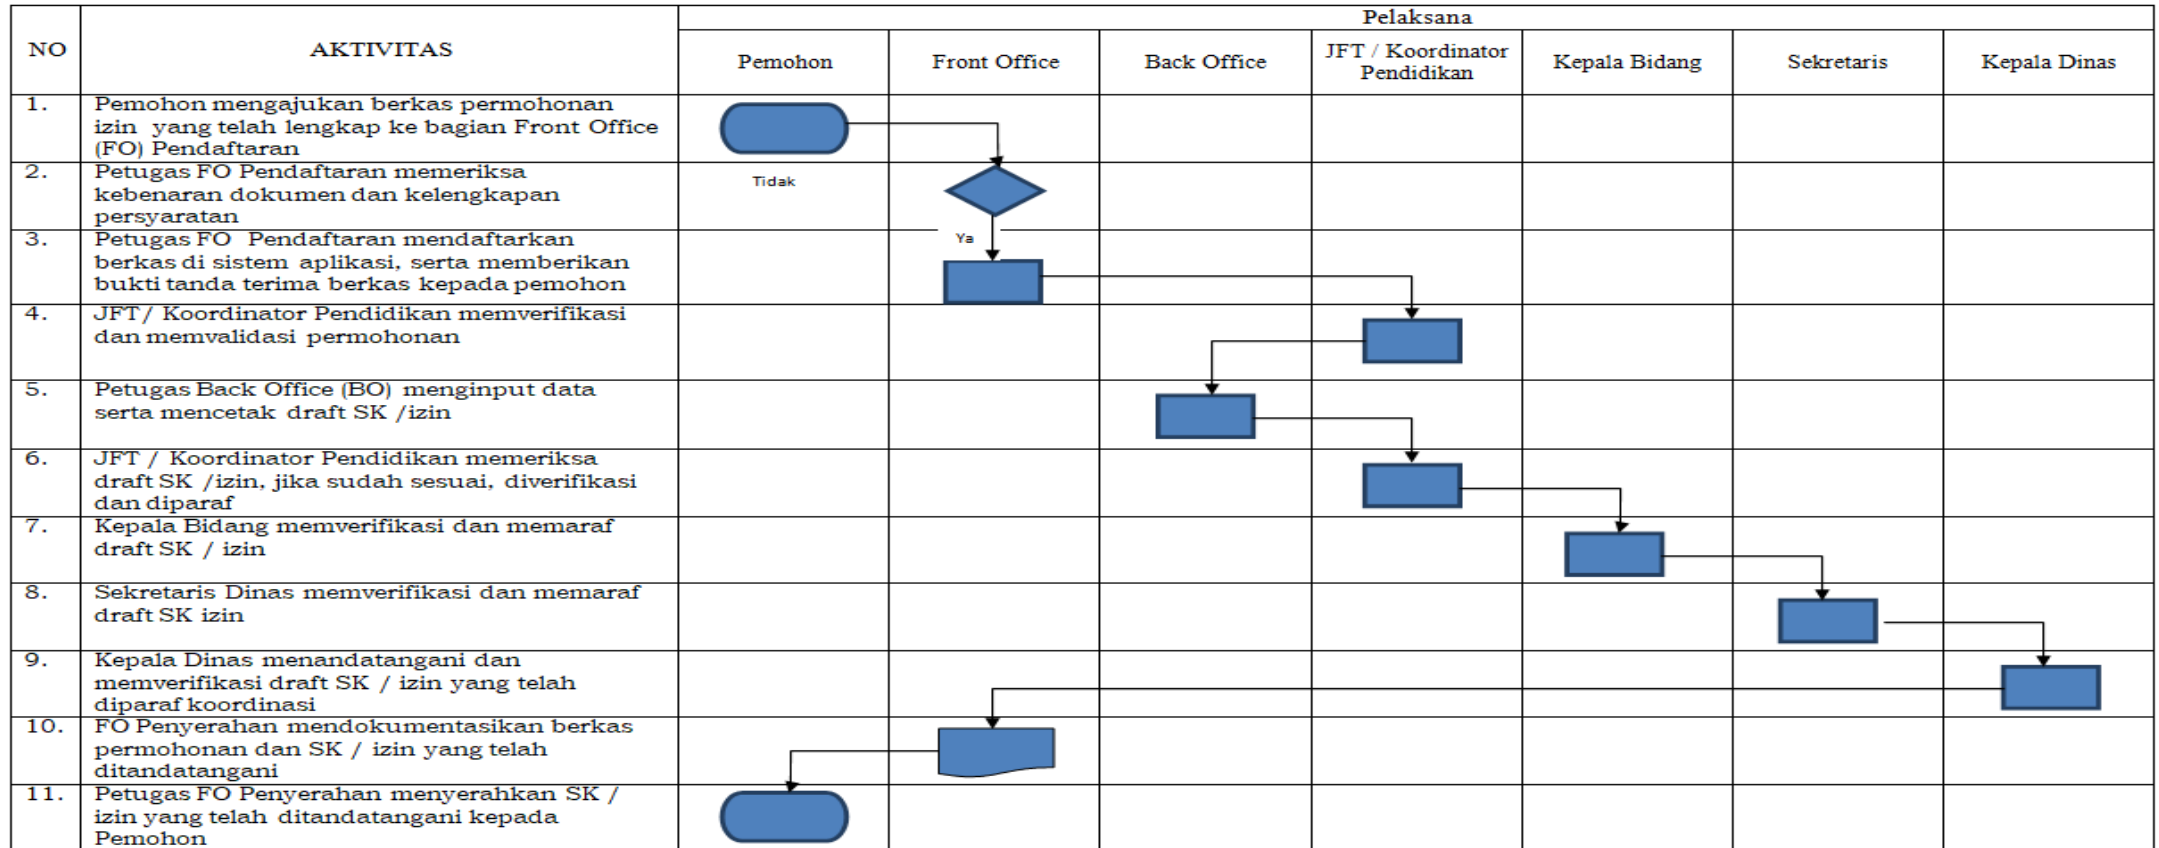 NO
AKTIVITAS
Pelaksana
Pemohon
Front Office
Back Office
JFT / Koordinator
Pendidikan
Kepala Bidang
Sekretaris
Kepala Dinas
1.
Pemohon mengajukan berkas permohonan
izin yang telah lengkap ke bagian Front Office
(FO) Pendaftaran
2.
Petugas FO Pendaftaran memeriksa
kebenaran dokumen dan kelengkapan
persyaratan
Tidak
3.
Petugas FO Pendaftaran mendaftarkan
berkas di sistem aplikasi, serta memberikan
bukti tanda terima berkas kepada pemohon
Ya
4.
JFT/ Koordinator Pendidikan memverifikasi
dan memvalidasi permohonan
5.
Petugas Back Office (BO) menginput data
serta mencetak draft SK /izin
6.
JFT / Koordinator Pendidikan memeriksa
draft SK /izin, jika sudah sesuai, diverifikasi
dan diparaf
7.
Kepala Bidang memverifikasi dan memaraf
draft SK / izin
8.
Sekretaris Dinas memverifikasi dan memaraf
draft SK izin
9.
Kepala Dinas menandatangani dan
memverifikasi draft SK / izin yang telah
diparaf koordinasi
10.
FO Penyerahan mendokumentasikan berkas
permohonan dan SK / izin yang telah
ditandatangani
11.
Petugas FO Penyerahan menyerahkan SK /
izin yang telah ditandatangani kepada
Pemohon